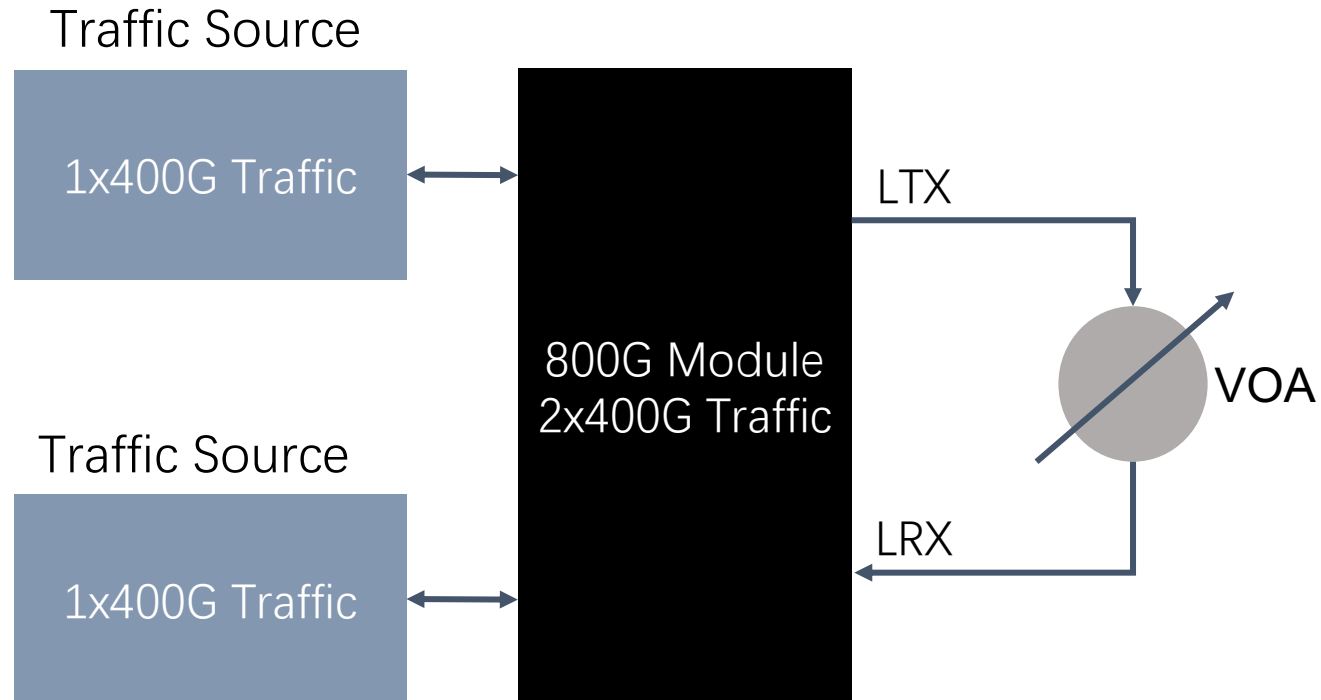 Traffic Source
1x400G Traffic
LTX
800G Module
2x400G Traffic
VOA
Traffic Source
LRX
1x400G Traffic